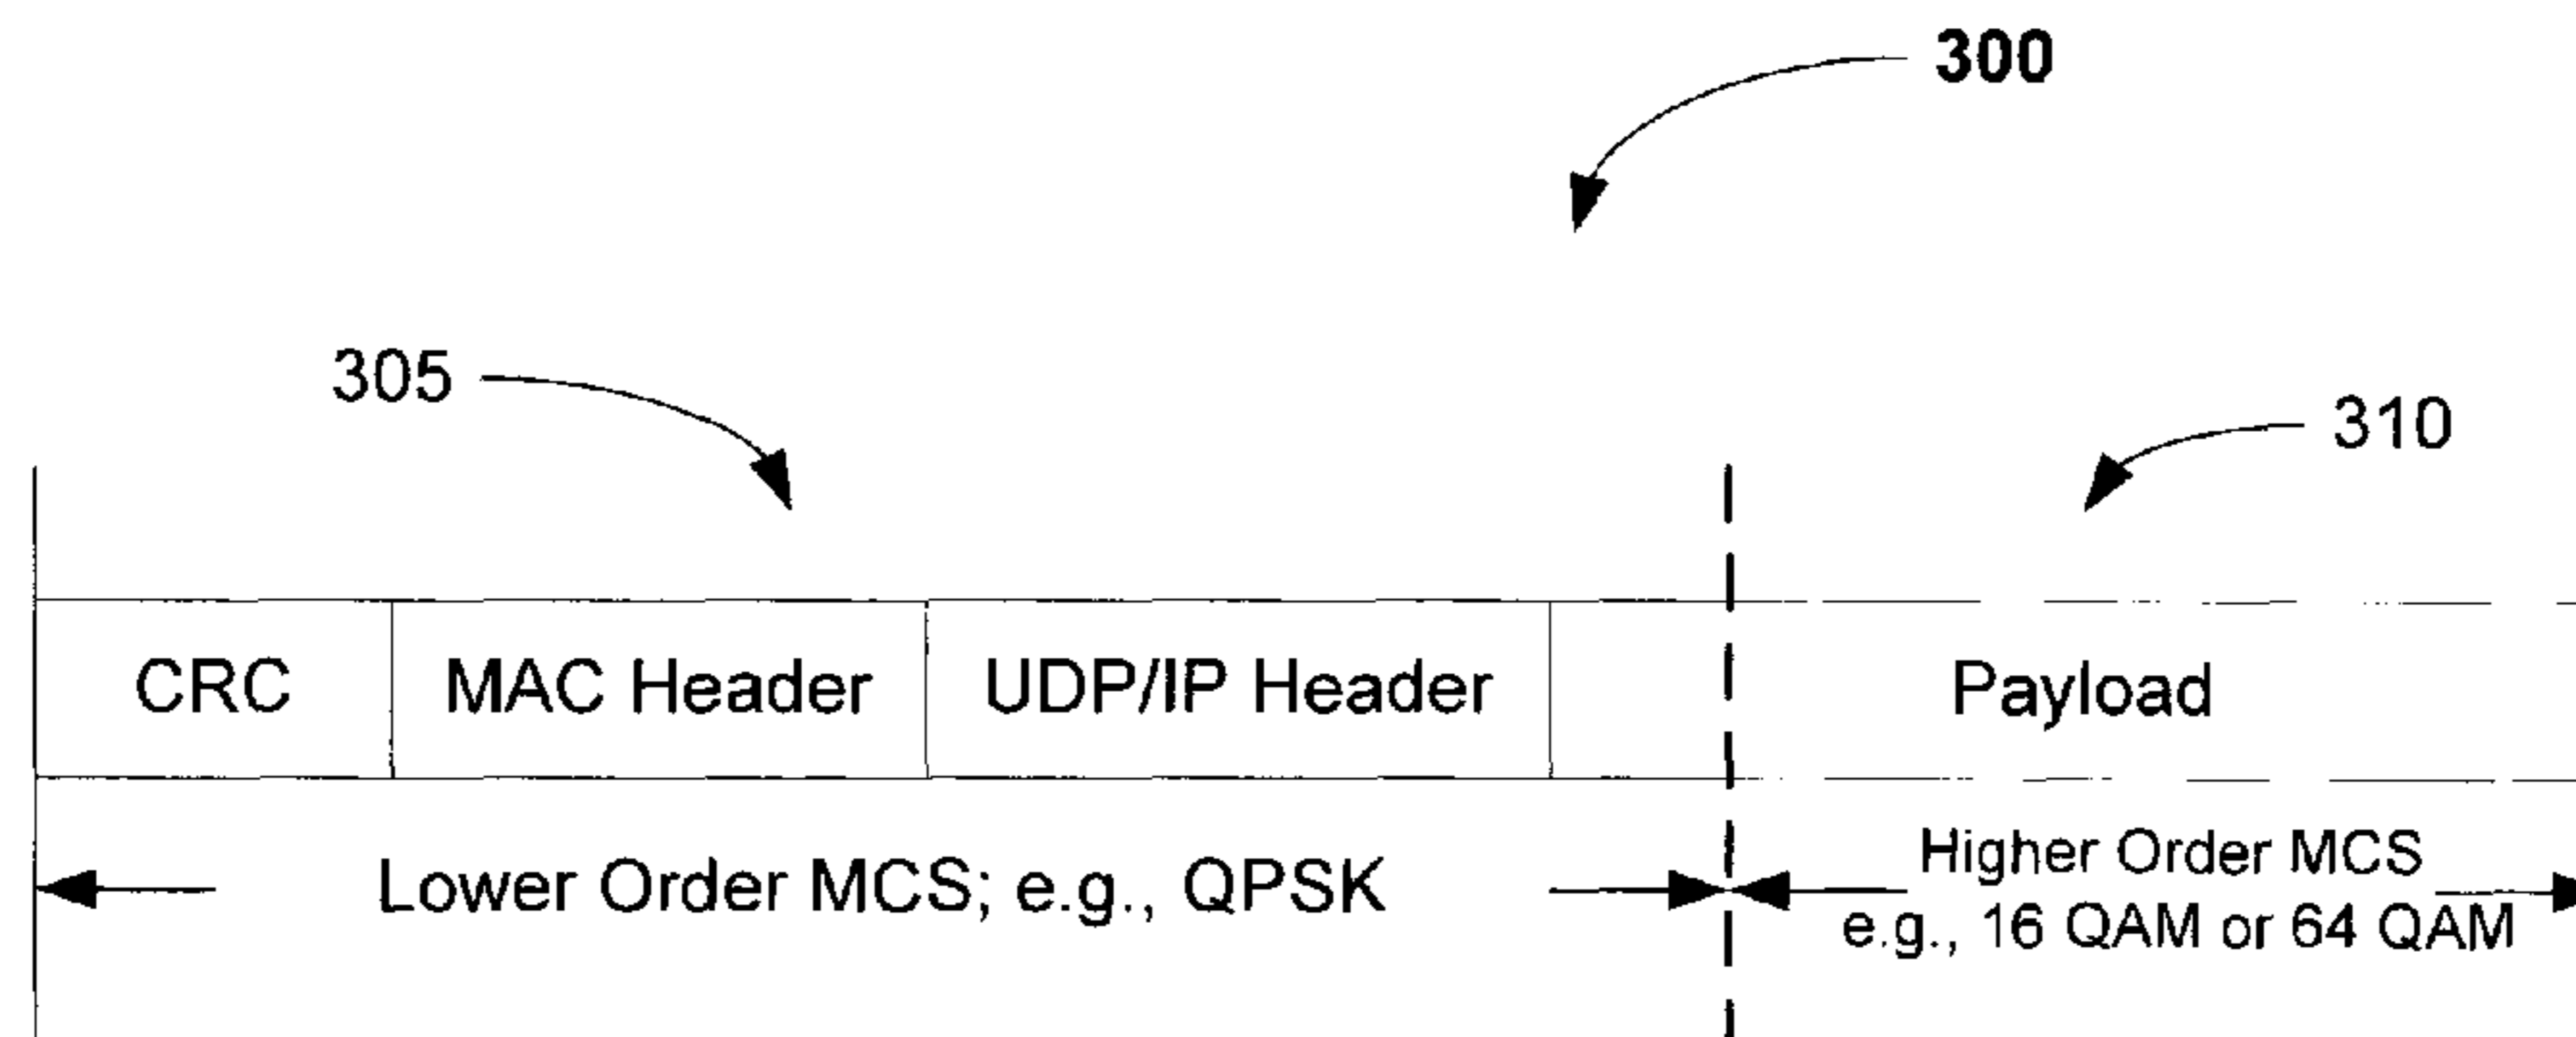 300
305
310
CRC MAC Header UDP/IP Header Payload
Lower Order MCS; e.g., QPSK
Higher Order MCS
e.g., 16 QAM or 64 QAM